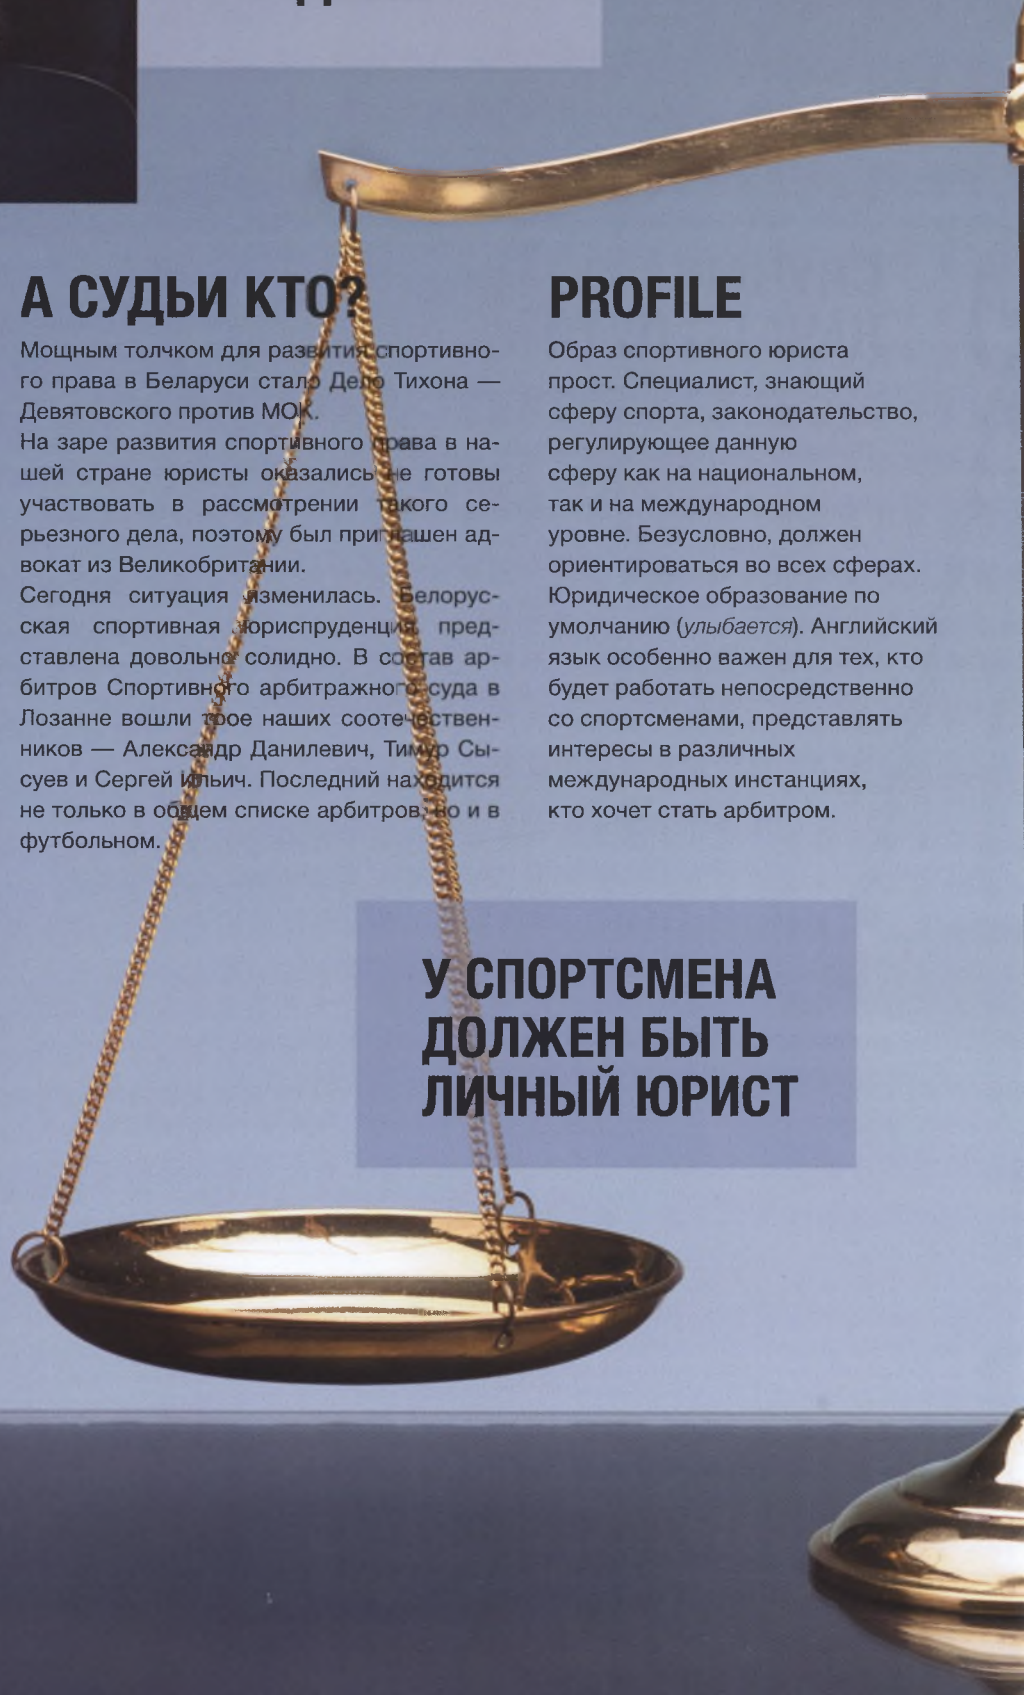 А СУДЬИ КТО?
Мощным толчком для развития спортивно-
го права в Беларуси стало Дело Тихона —
Девятовского против МОК.
На заре развития спортивного права в на-
шей стране юристы оказались не готовы
участвовать в рассмотрении такого се-
рьезного дела, поэтому был приглашен ад-
вокат из Великобритании.
Сегодня ситуация изменилась. Белорус-
ская спортивная юриспруденция пред-
ставлена довольно солидно. В состав ар-
битров Спортивного арбитражного суда в
Лозанне вошли трое наших соотечествен-
ников — Александр Данилевич, Тимур Сы-
суев и Сергей Ильич. Последний находится
не только в общем списке арбитров, но и в
футбольном.
PROFILE
Образ спортивного юриста
прост. Специалист, знающий
сферу спорта, законодательство,
регулирующее данную
сферу как на национальном,
так и на международном
уровне. Безусловно, должен
ориентироваться во всех сферах.
Юридическое образование по
умолчанию (улыбается). Английский
язык особенно важен для тех, кто
будет работать непосредственно
со спортсменами, представлять
интересы в различных
международных инстанциях,
кто хочет стать арбитром.
У СПОРТСМЕНА
ДОЛЖЕН БЫТЬ
ЛИЧНЫЙ ЮРИСТ